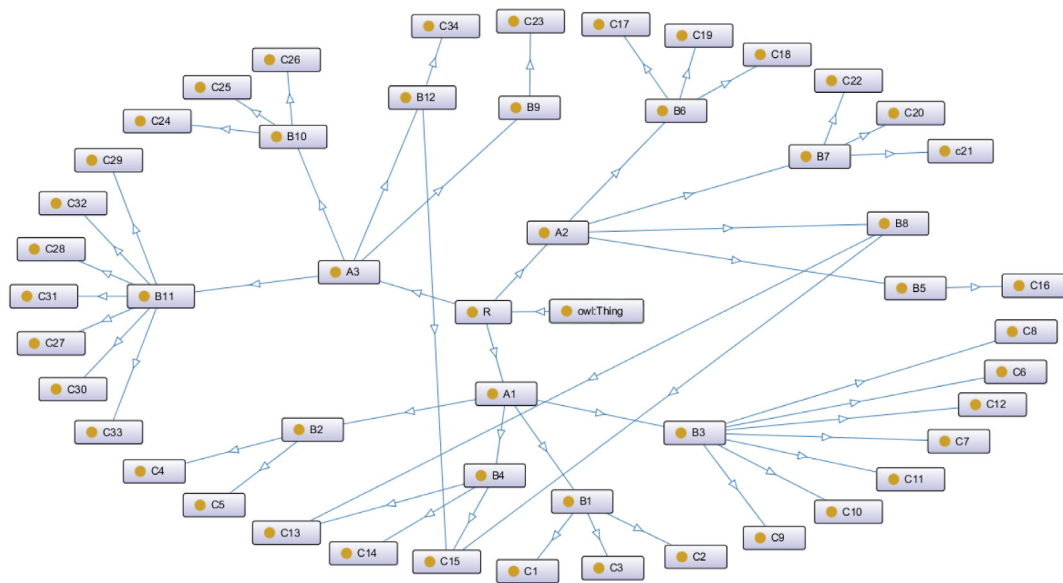 C34
C23
C17
C19
C18
C26
C25
C24
B10
B12
B9
B6
C22
C20
B7
c21
C29
C32
C28
C31
B11
C27
C30
C33
A3
A2
B8
B5
C16
R
owl:Thing
C8
C6
C12
C7
C11
C10
C9
A1
B2
B3
C4
C5
B4
B1
C13
C14
C15
C1
C3
C2